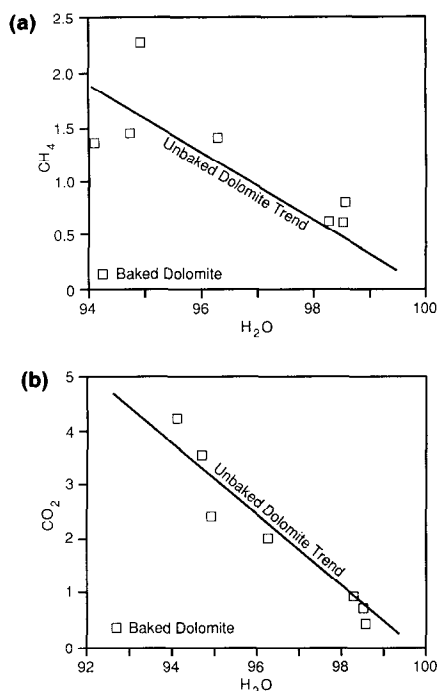 (a)
2.5
2.0
1.5
1.0
0.5
0
CH4
Unbaked Dolomite Trend
Baked Dolomite
94
96
98
100
H2O
(b)
5
4
3
2
1
0
CO2
Unbaked Dolomite Trend
Baked Dolomite
92
94
96
98
100
H2O